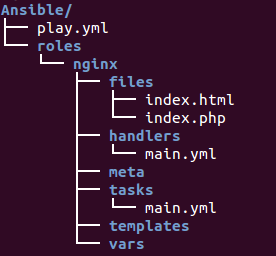 Ansible/
play.yml
roles
nginx
files
index.html
index.php
handlers
main.yml
meta
tasks
main.yml
templates
vars